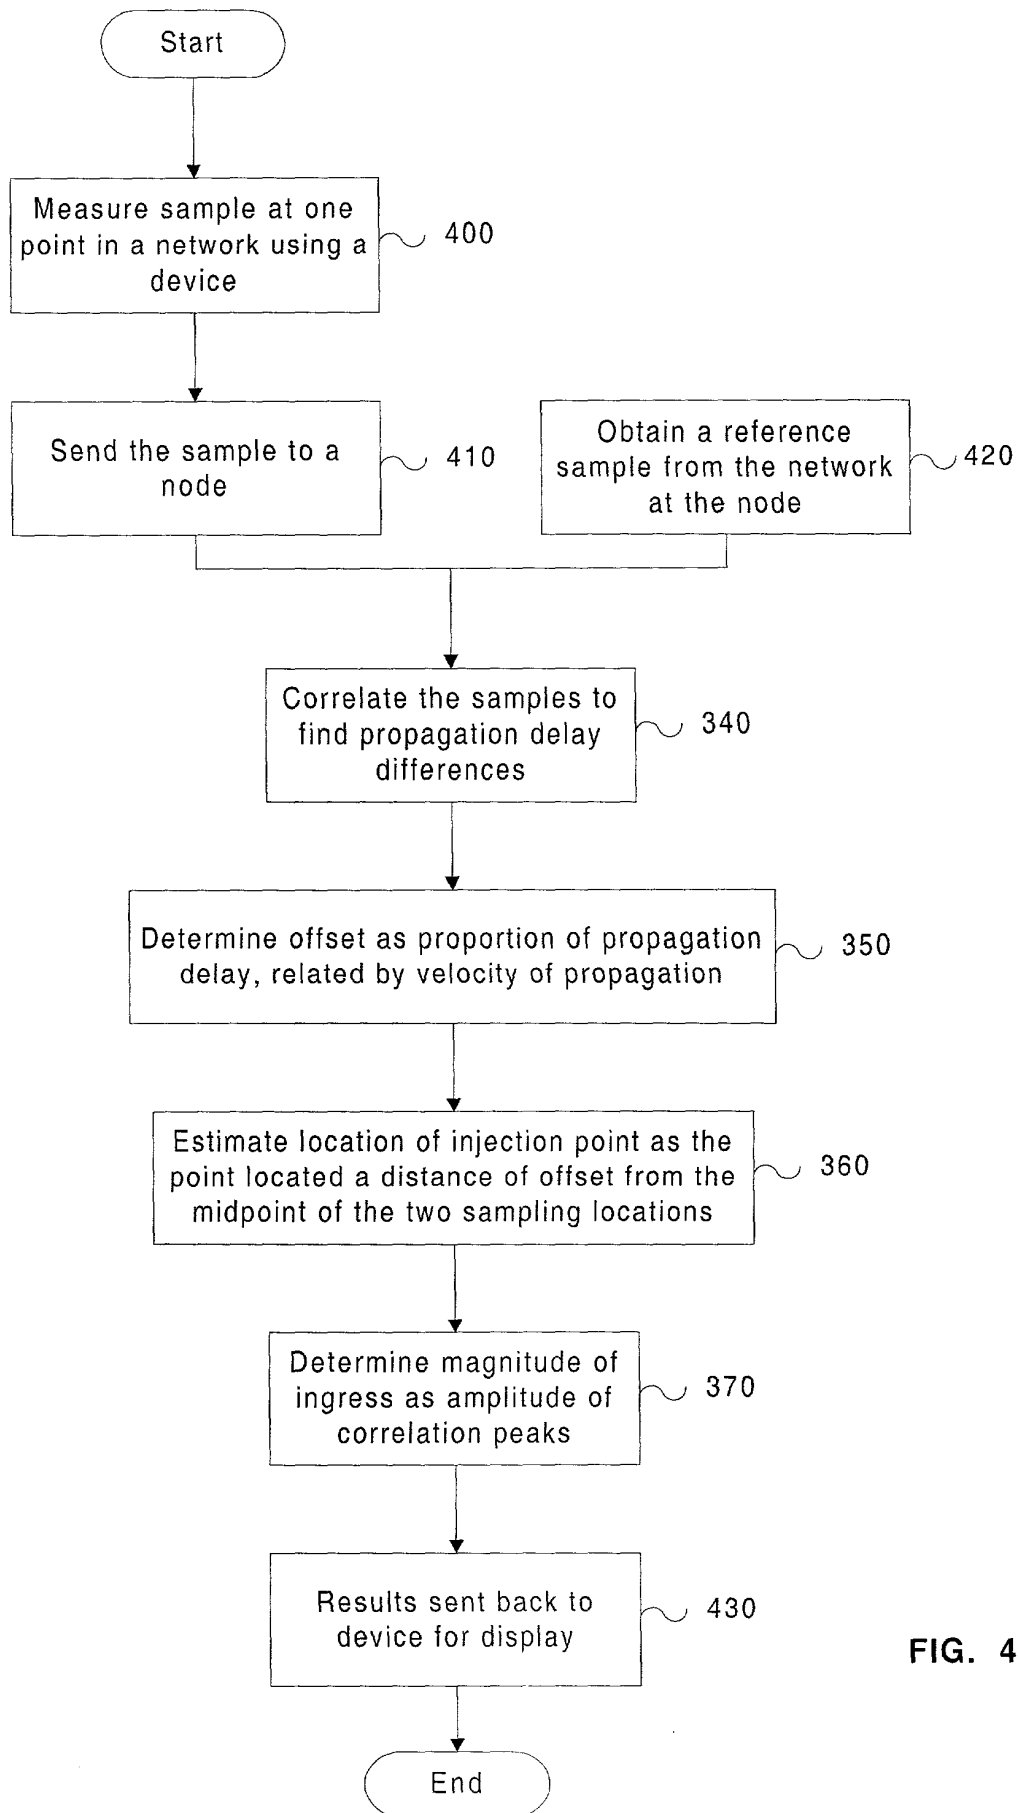 Start
Measure sample at one
point in a network using a
device
400
Send the sample to a
node
410
Obtain a reference
sample from the network
at the node
420
Correlate the samples to
find propagation delay
differences
340
Determine offset as proportion of propagation
delay, related by velocity of propagation
350
Estimate location of injection point as the
point located a distance of offset from the
midpoint of the two sampling locations
360
Determine magnitude of
ingress as amplitude of
correlation peaks
370
Results sent back to
device for display
430
FIG. 4
End